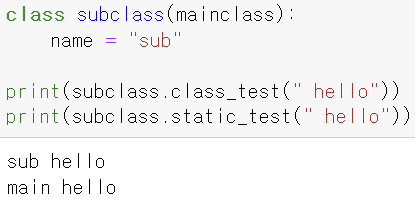 class subclass(mainclass):
    name = "sub"
print(subclass.class_test(" hello"))
print(subclass.static_test(" hello"))
sub hello
main hello